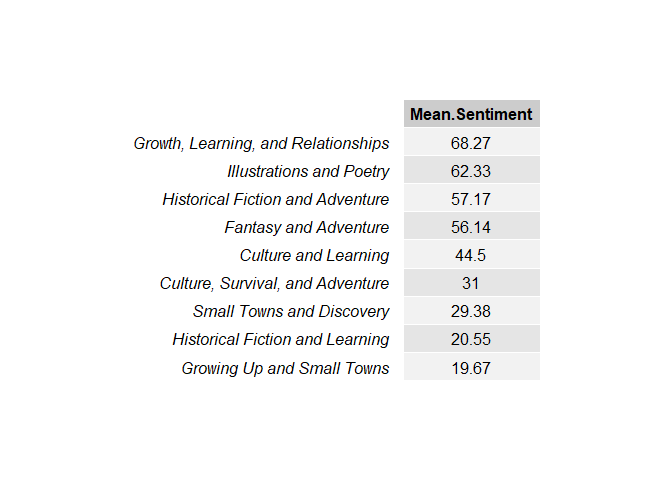 Mean.Sentiment
Growth, Learning, and Relationships 68.27
Illustrations and Poetry 62.33
Historical Fiction and Adventure 57.17
Fantasy and Adventure 56.14
Culture and Learning 44.5
Culture, Survival, and Adventure 31
Small Towns and Discovery 29.38
Historical Fiction and Learning 20.55
Growing Up and Small Towns 19.67